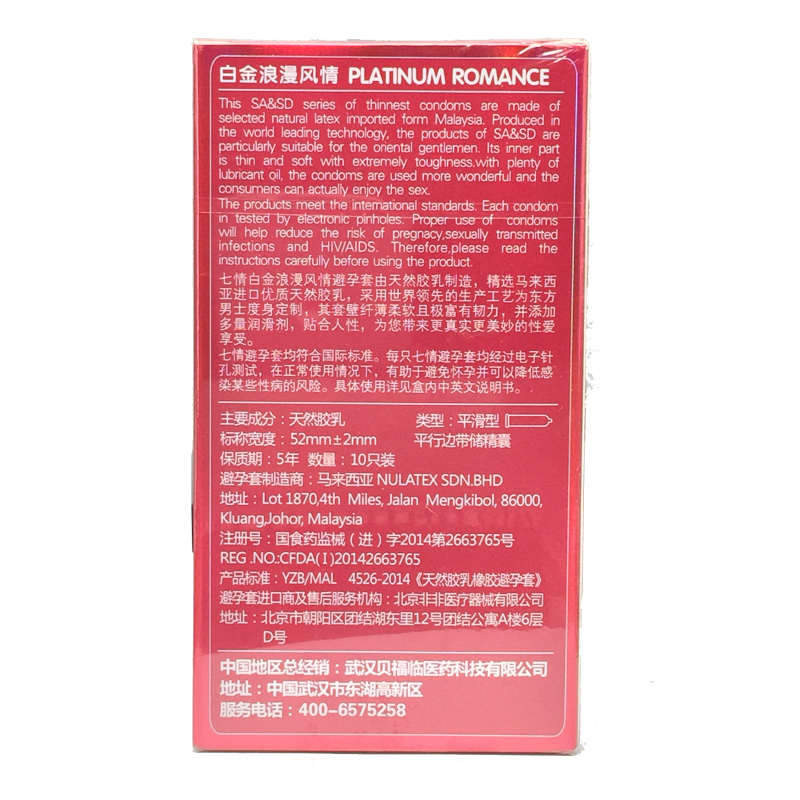 白金浪漫风情 PLATINUM ROMANCE
This SA&SD series of thinnest condoms are made of
selected natural latex imported form Malaysia. Produced in
the world leading technology, the products of SA&SD are
particularly suitable for the oriental gentlemen. Its inner part
is thin and soft with extremely toughness.with plenty of
lubricant oil, the condoms are used more wonderful and the
consumers can actually enjoy the sex.
The products meet the international standards. Each condom
in tested by electronic pinholes. Proper use of condoms
will help reduce the risk of pregnacy,sexually transmitted
infections and HIV/AIDS. Therefore,please read the
instructions carefully before using the product.
七情白金浪漫风情避孕套由天然胶乳制造，精选马来西
亚进口优质天然胶乳，采用世界领先的生产工艺为东方
男士度身定制，其套壁纤薄柔软且极富有韧力，并添加
多量润滑剂，贴合人性，为您带来更真实更美妙的性爱
享受。
七情避孕套均符合国际标准。每只七情避孕套均经过电子针
孔测试，在正常使用情况下，有助于避免怀孕并可以降低感
染某些性病的风险。具体使用详见盒内中英文说明书。
主要成分：天然胶乳 类型：平滑型
标称宽度：52mm±2mm 平行边带储精囊
保质期：5年 数量：10只装
避孕套制造商：马来西亚 NULATEX SDN.BHD
地址：Lot 1870,4th Miles, Jalan Mengkibol, 86000,
Kluang,Johor, Malaysia
注册号：国食药监械（进）字2014第2663765号
REG .NO.:CFDA(Ⅰ)20142663765
产品标准：YZB/MAL 4526-2014《天然胶乳橡胶避孕套》
避孕套进口商及售后服务机构：北京非非医疗器械有限公司
地址：北京市朝阳区团结湖东里12号团结公寓A楼6层
D号
中国地区总经销：武汉贝福临医药科技有限公司
地址：中国武汉市东湖高新区
服务电话：400-6575258